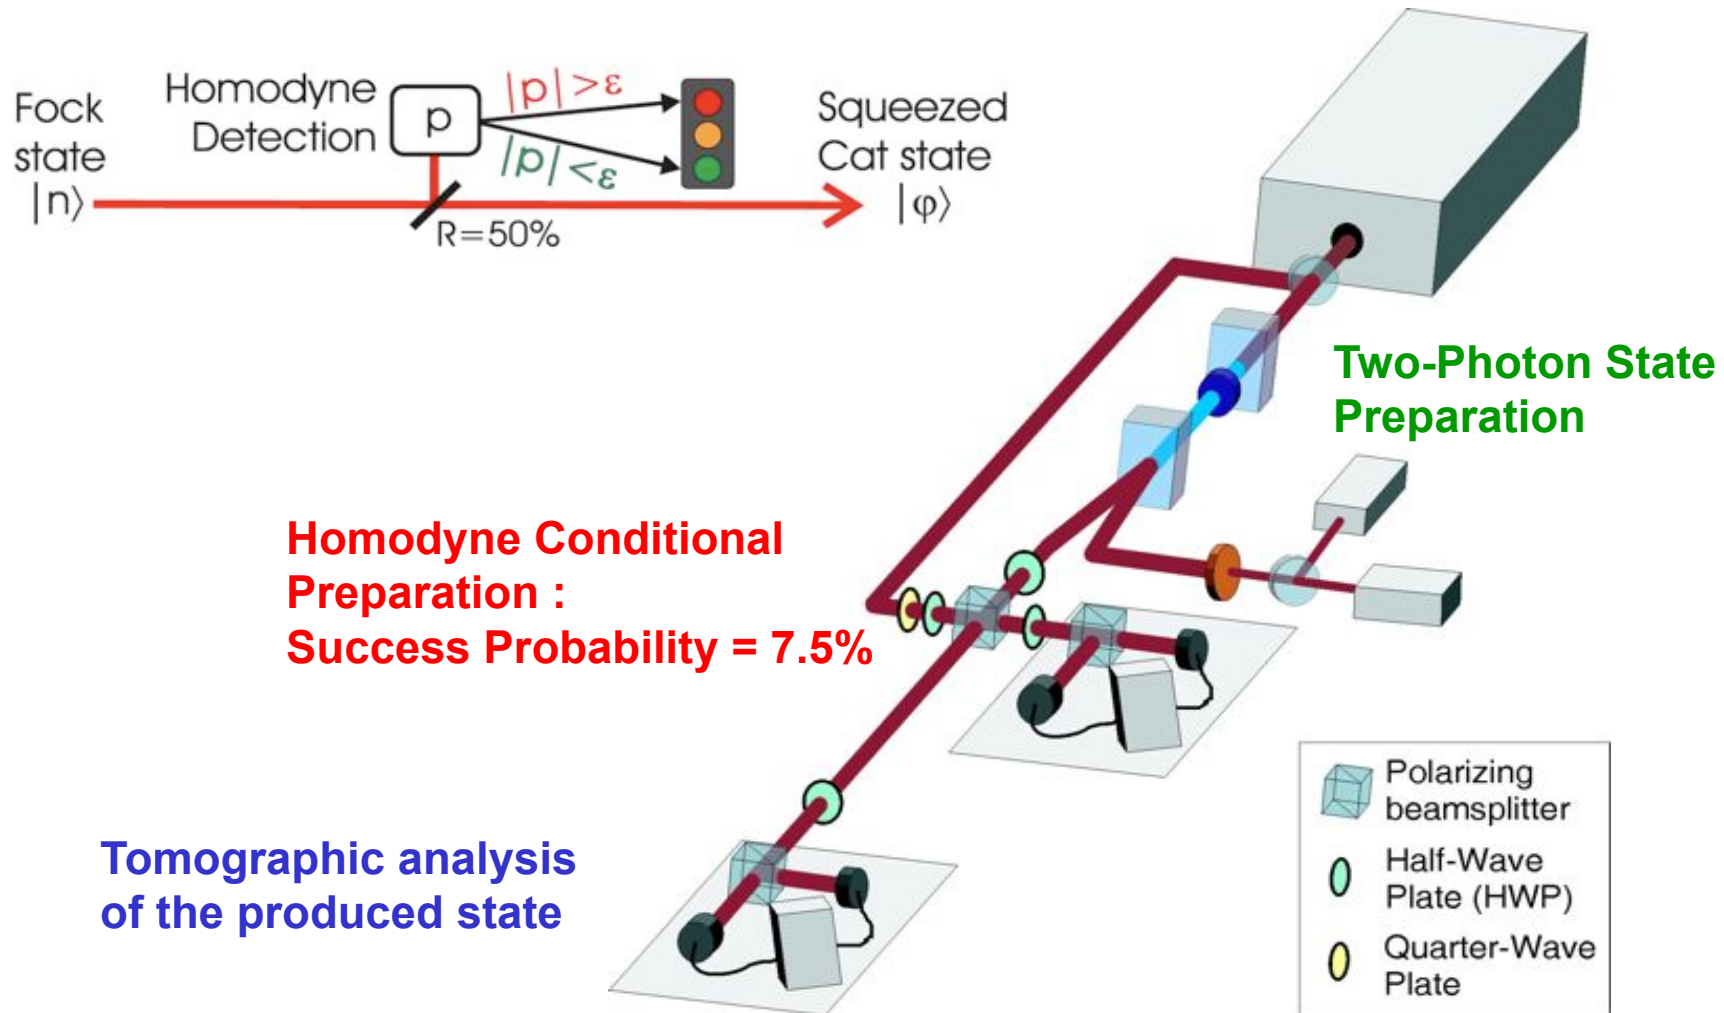 Fock
state
|n⟩
Homodyne
Detection
p
|p|>ε
|p|<ε
R=50%
Squeezed
Cat state
|φ⟩
Two-Photon State
Preparation
Homodyne Conditional
Preparation :
Success Probability = 7.5%
Tomographic analysis
of the produced state
Polarizing
beamsplitter
Half-Wave
Plate (HWP)
Quarter-Wave
Plate